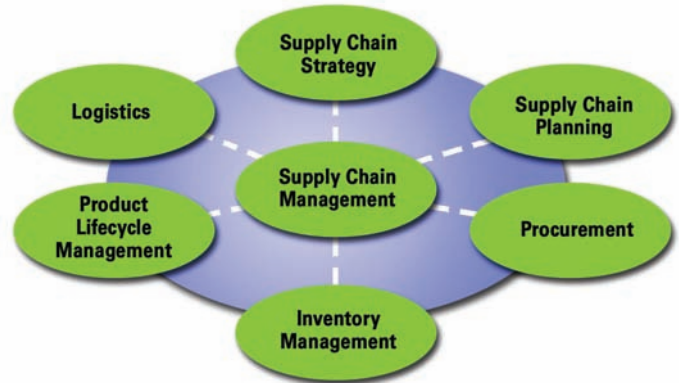 Supply Chain
Strategy
Logistics
Supply Chain
Planning
Supply Chain
Management
Product
Lifecycle
Management
Procurement
Inventory
Management